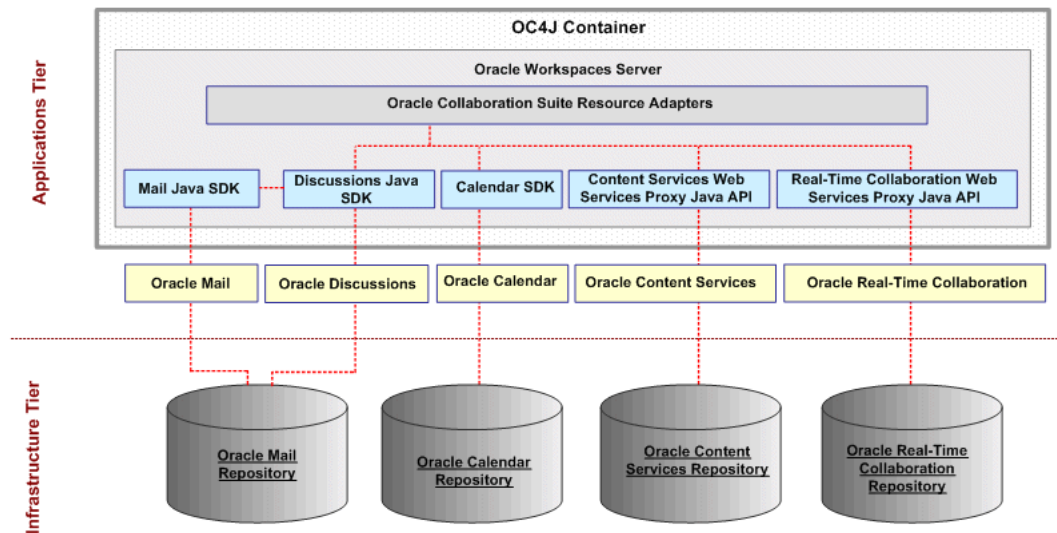 OC4J Container
Oracle Workspaces Server
Oracle Collaboration Suite Resource Adapters
Applications Tier
Mail Java SDK
Discussions Java
SDK
Calendar SDK
Content Services Web
Services Proxy Java API
Real-Time Collaboration Web
Services Proxy Java API
Oracle Mail
Oracle Discussions
Oracle Calendar
Oracle Content Services
Oracle Real-Time Collaboration
Infrastructure Tier
Oracle Mail
Repository
Oracle Calendar
Repository
Oracle Content
Services Repository
Oracle Real-Time
Collaboration
Repository